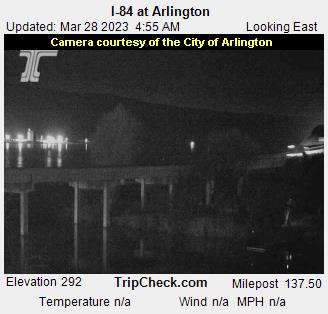 I-84 at Arlington
Updated: Mar 28 2023 4:55 AM Looking East
Camera courtesy of the City of Arlington
Elevation 292 TripCheck.com Milepost 137.50
Temperature n/a Wind n/a MPH n/a